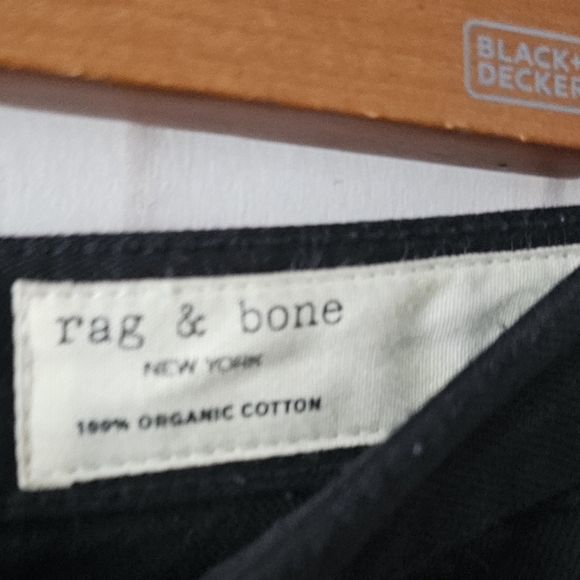 BLACK+
DECKER
rag & bone
NEW YORK
100% ORGANIC COTTON